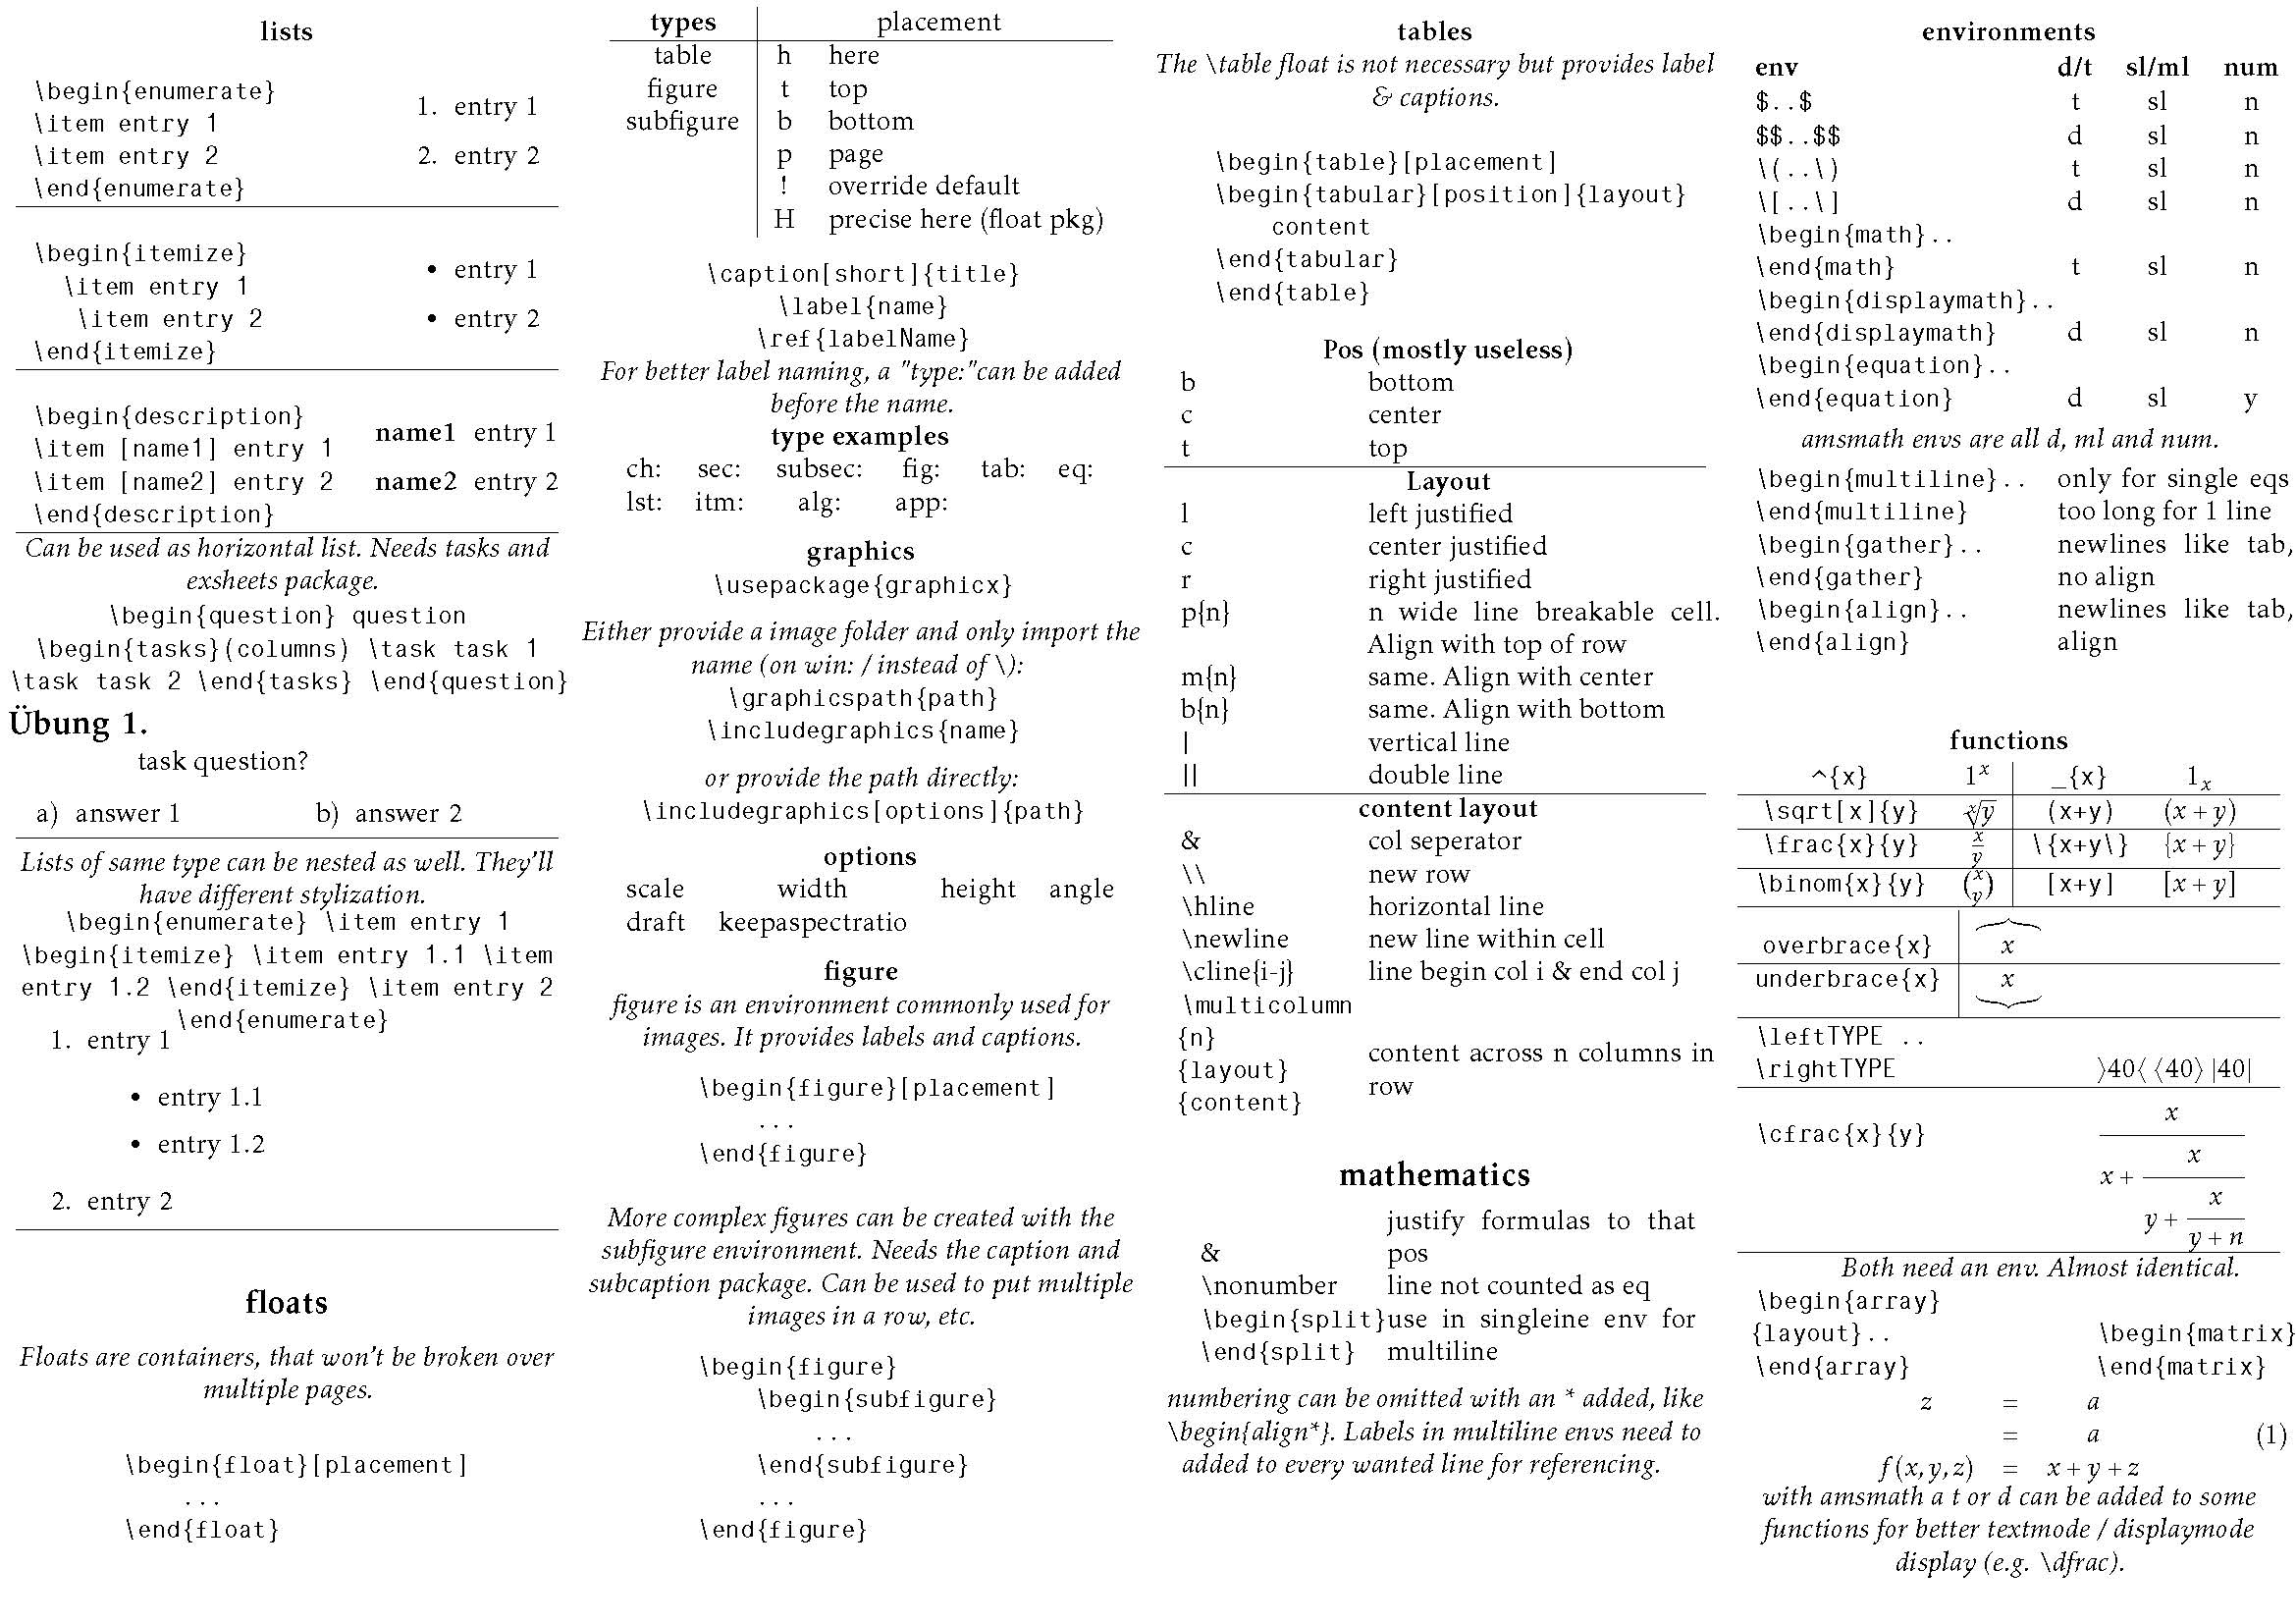 lists
\begin{enumerate}
\item entry 1
\item entry 2
\end{enumerate}
1. entry 1
2. entry 2
\begin{itemize}
\item entry 1
\item entry 2
\end{itemize}
• entry 1
• entry 2
\begin{description}
\item [name1] entry 1
\item [name2] entry 2
\end{description}
name1 entry 1
name2 entry 2
Can be used as horizontal list. Needs tasks and
exsheets package.
\begin{question} question
\begin{tasks}(columns) \task task 1
\task task 2 \end{tasks} \end{question}
Übung 1.
task question?
a) answer 1 b) answer 2
Lists of same type can be nested as well. They'll
have different stylization.
\begin{enumerate} \item entry 1
\begin{itemize} \item entry 1.1 \item
entry 1.2 \end{itemize} \item entry 2
\end{enumerate}
1. entry 1
• entry 1.1
• entry 1.2
2. entry 2
floats
Floats are containers, that won't be broken over
multiple pages.
\begin{float}[placement]
...
\end{float}
types placement
table h here
figure t top
subfigure b bottom
p page
! override default
H precise here (float pkg)
\caption[short]{title}
\label{name}
\ref{labelName}
For better label naming, a "type:"can be added
before the name.
type examples
ch: sec: subsec: fig: tab: eq:
lst: itm: alg: app:
graphics
\usepackage{graphicx}
Either provide a image folder and only import the
name (on win: / instead of \):
\graphicspath{path}
\includegraphics{name}
or provide the path directly:
\includegraphics[options]{path}
options
scale width height angle
draft keepaspectratio
figure
figure is an environment commonly used for
images. It provides labels and captions.
\begin{figure}[placement]
...
\end{figure}
More complex figures can be created with the
subfigure environment. Needs the caption and
subcaption package. Can be used to put multiple
images in a row, etc.
\begin{figure}
\begin{subfigure}
...
\end{subfigure}
...
\end{figure}
tables
The \table float is not necessary but provides label
& captions.
\begin{table}[placement]
\begin{tabular}[position]{layout}
content
\end{tabular}
\end{table}
Pos (mostly useless)
b bottom
c center
t top
Layout
l left justified
c center justified
r right justified
p{n} n wide line breakable cell.
Align with top of row
m{n} same. Align with center
b{n} same. Align with bottom
| vertical line
|| double line
content layout
& col seperator
\\ new row
\hline horizontal line
\newline new line within cell
\cline{i-j} line begin col i & end col j
\multicolumn
{n}
{layout}
{content}
content across n columns in
row
mathematics
& justify formulas to that
pos
\nonumber line not counted as eq
\begin{split} use in singleine env for
\end{split} multiline
numbering can be omitted with an * added, like
\begin{align*}. Labels in multiline envs need to
added to every wanted line for referencing.
environments
env d/t sl/ml num
$..$ t sl n
$$..$$ d sl n
\(..\) t sl n
\[..\] d sl n
\begin{math}..
\end{math} t sl n
\begin{displaymath}..
\end{displaymath} d sl n
\begin{equation}..
\end{equation} d sl y
amsmath envs are all d, ml and num.
\begin{multiline}.. only for single eqs
\end{multiline} too long for 1 line
\begin{gather}.. newlines like tab,
\end{gather} no align
\begin{align}.. newlines like tab,
\end{align} align
functions
^{x} 1^x _{x} 1_x
\sqrt[x]{y} ˣ√y (x+y) (x + y)
\frac{x}{y} x/y \{x+y\} {x + y}
\binom{x}{y} (x y) [x+y] [x + y]
overbrace{x} x
underbrace{x} x
\leftTYPE ..
\rightTYPE ⟩40⟨ ⟨40⟩ |40|
\cfrac{x}{y}
x
x + x
y + x
y + n
Both need an env. Almost identical.
\begin{array}
{layout}..
\end{array}
\begin{matrix}
\end{matrix}
z = a
= a (1)
f(x,y,z) = x + y + z
with amsmath a t or d can be added to some
functions for better textmode / displaymode
display (e.g. \dfrac).